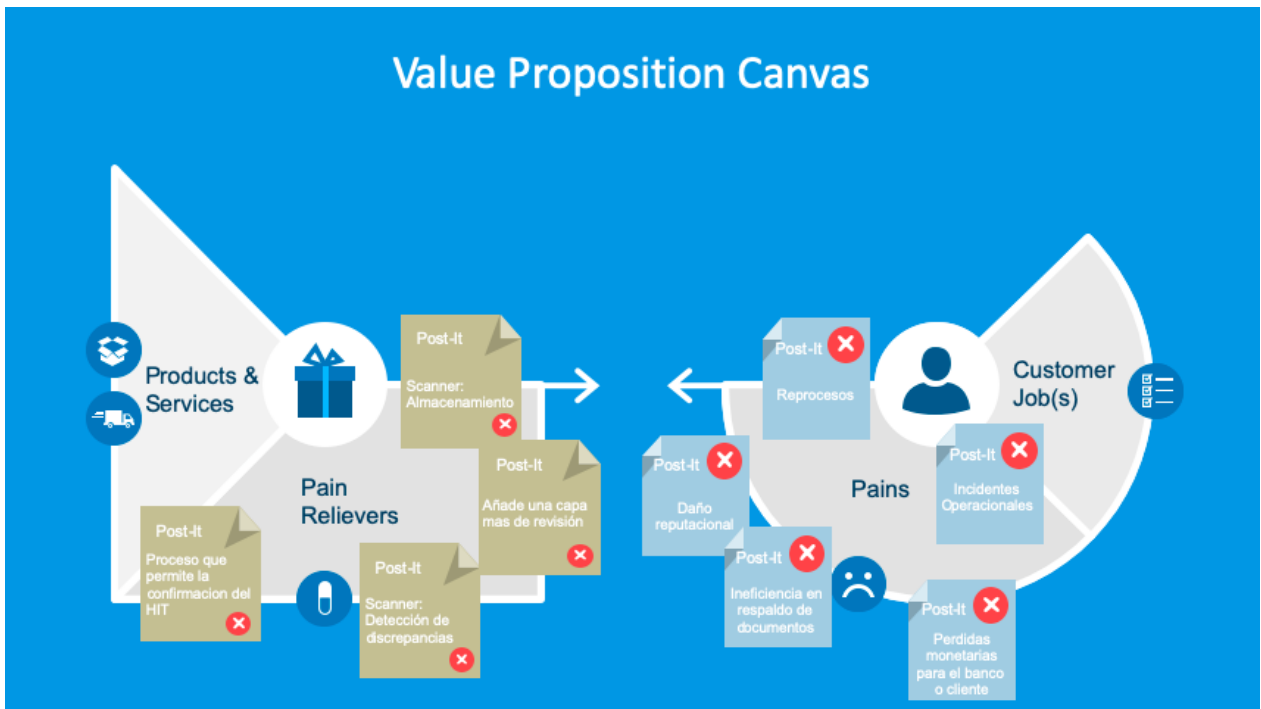 Value Proposition Canvas
Products &
Services
Pain
Relievers
Post-It
Scanner:
Almacenamiento
Post-It
Añade una capa
mas de revisión
Post-It
Proceso que
permite la
confirmacion del
HIT
Post-It
Scanner:
Detección de
discrepancias
Post-It
Reprocesos
Customer
Job(s)
Pains
Post-It
Incidentes
Operacionales
Post-It
Daño
reputacional
Post-It
Ineficiencia en
respaldo de
documentos
Post-It
Perdidas
monetarias
para el banco
o cliente